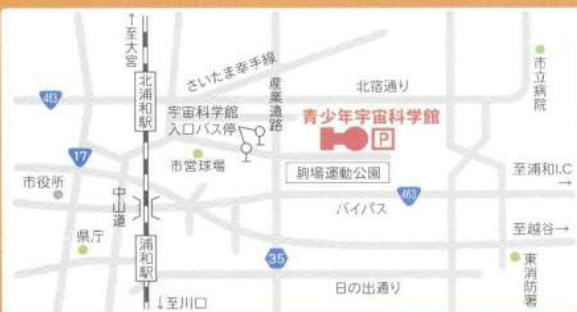 ↑至大宮
さいたま幸手線
北浦和駅
産業道路
北宿通り
市立病院
463
宇宙科学館
入口バス停
青少年宇宙科学館
P
17
市営球場
駒場運動公園
至浦和I.C
→
市役所
中山道
463
バイパス
県庁
至越谷→
浦和駅
35
東消防署
日の出通り
↓至川口